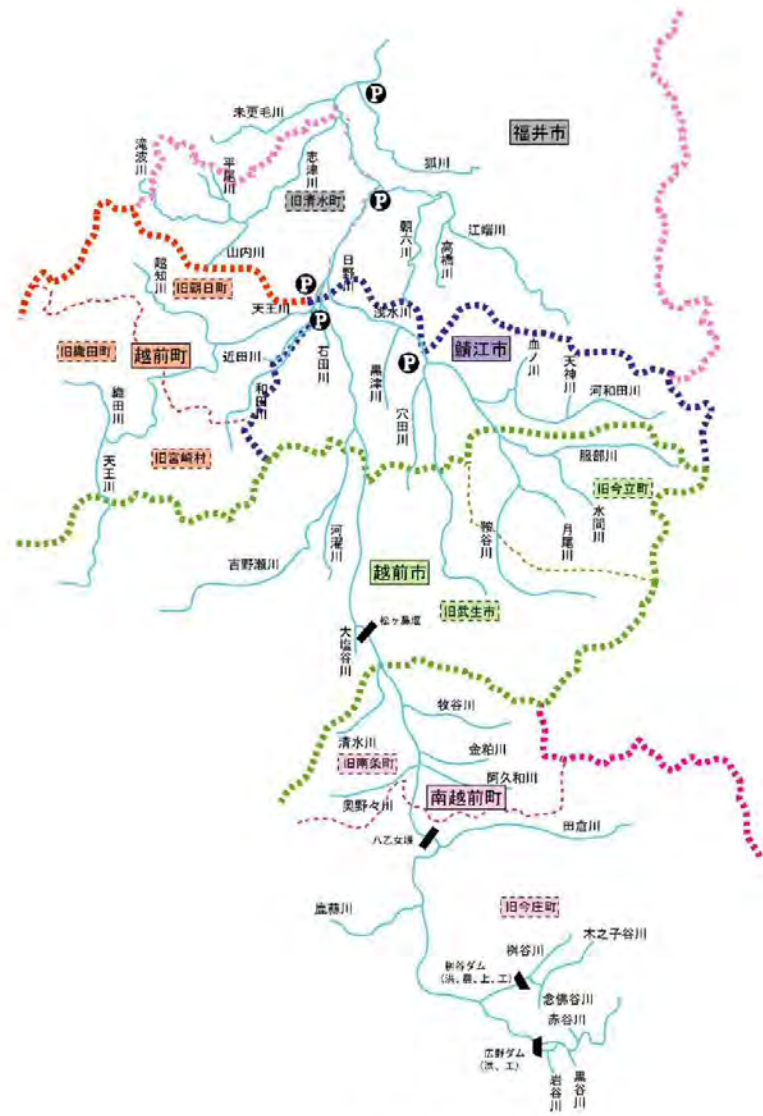 P
未更毛川
福井市
滝波川
平尾川
志津川
狐川
旧清水町
P
朝六川
江端川
高橋川
山内川
越知川
旧朝日町
日野川
P
天王川
浅水川
P
鯖江市
旧織田町
越前町
近田川
石田川
黒津川
P
血ノ川
天神川
河和田川
織田川
和田川
穴田川
旧宮崎村
服部川
天王川
旧今立町
水間川
河濯川
鞍谷川
月尾川
吉野瀬川
越前市
旧武生市
松ヶ鼻堰
大塩谷川
牧谷川
清水川
金粕川
旧南条町
阿久和川
奥野々川
南越前町
八乙女堰
田倉川
鹿蒜川
旧今庄町
木之子谷川
桝谷川
桝谷ダム
(洪、農、上、工)
念佛谷川
赤谷川
広野ダム
(洪、工)
岩谷川
黒谷川